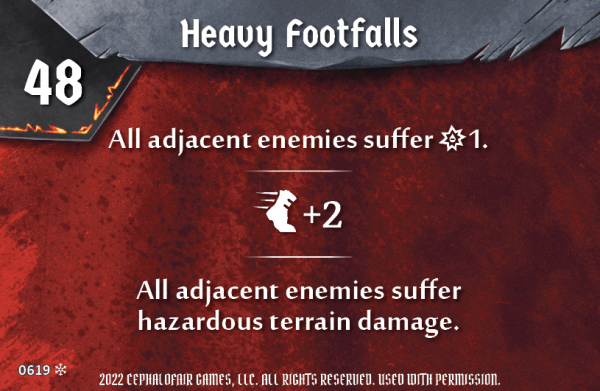 Heavy Footfalls
48
All adjacent enemies suffer 1.
+2
All adjacent enemies suffer
hazardous terrain damage.
0619
2022 CEPHALOFAIR GAMES, LLC. ALL RIGHTS RESERVED. USED WITH PERMISSION.